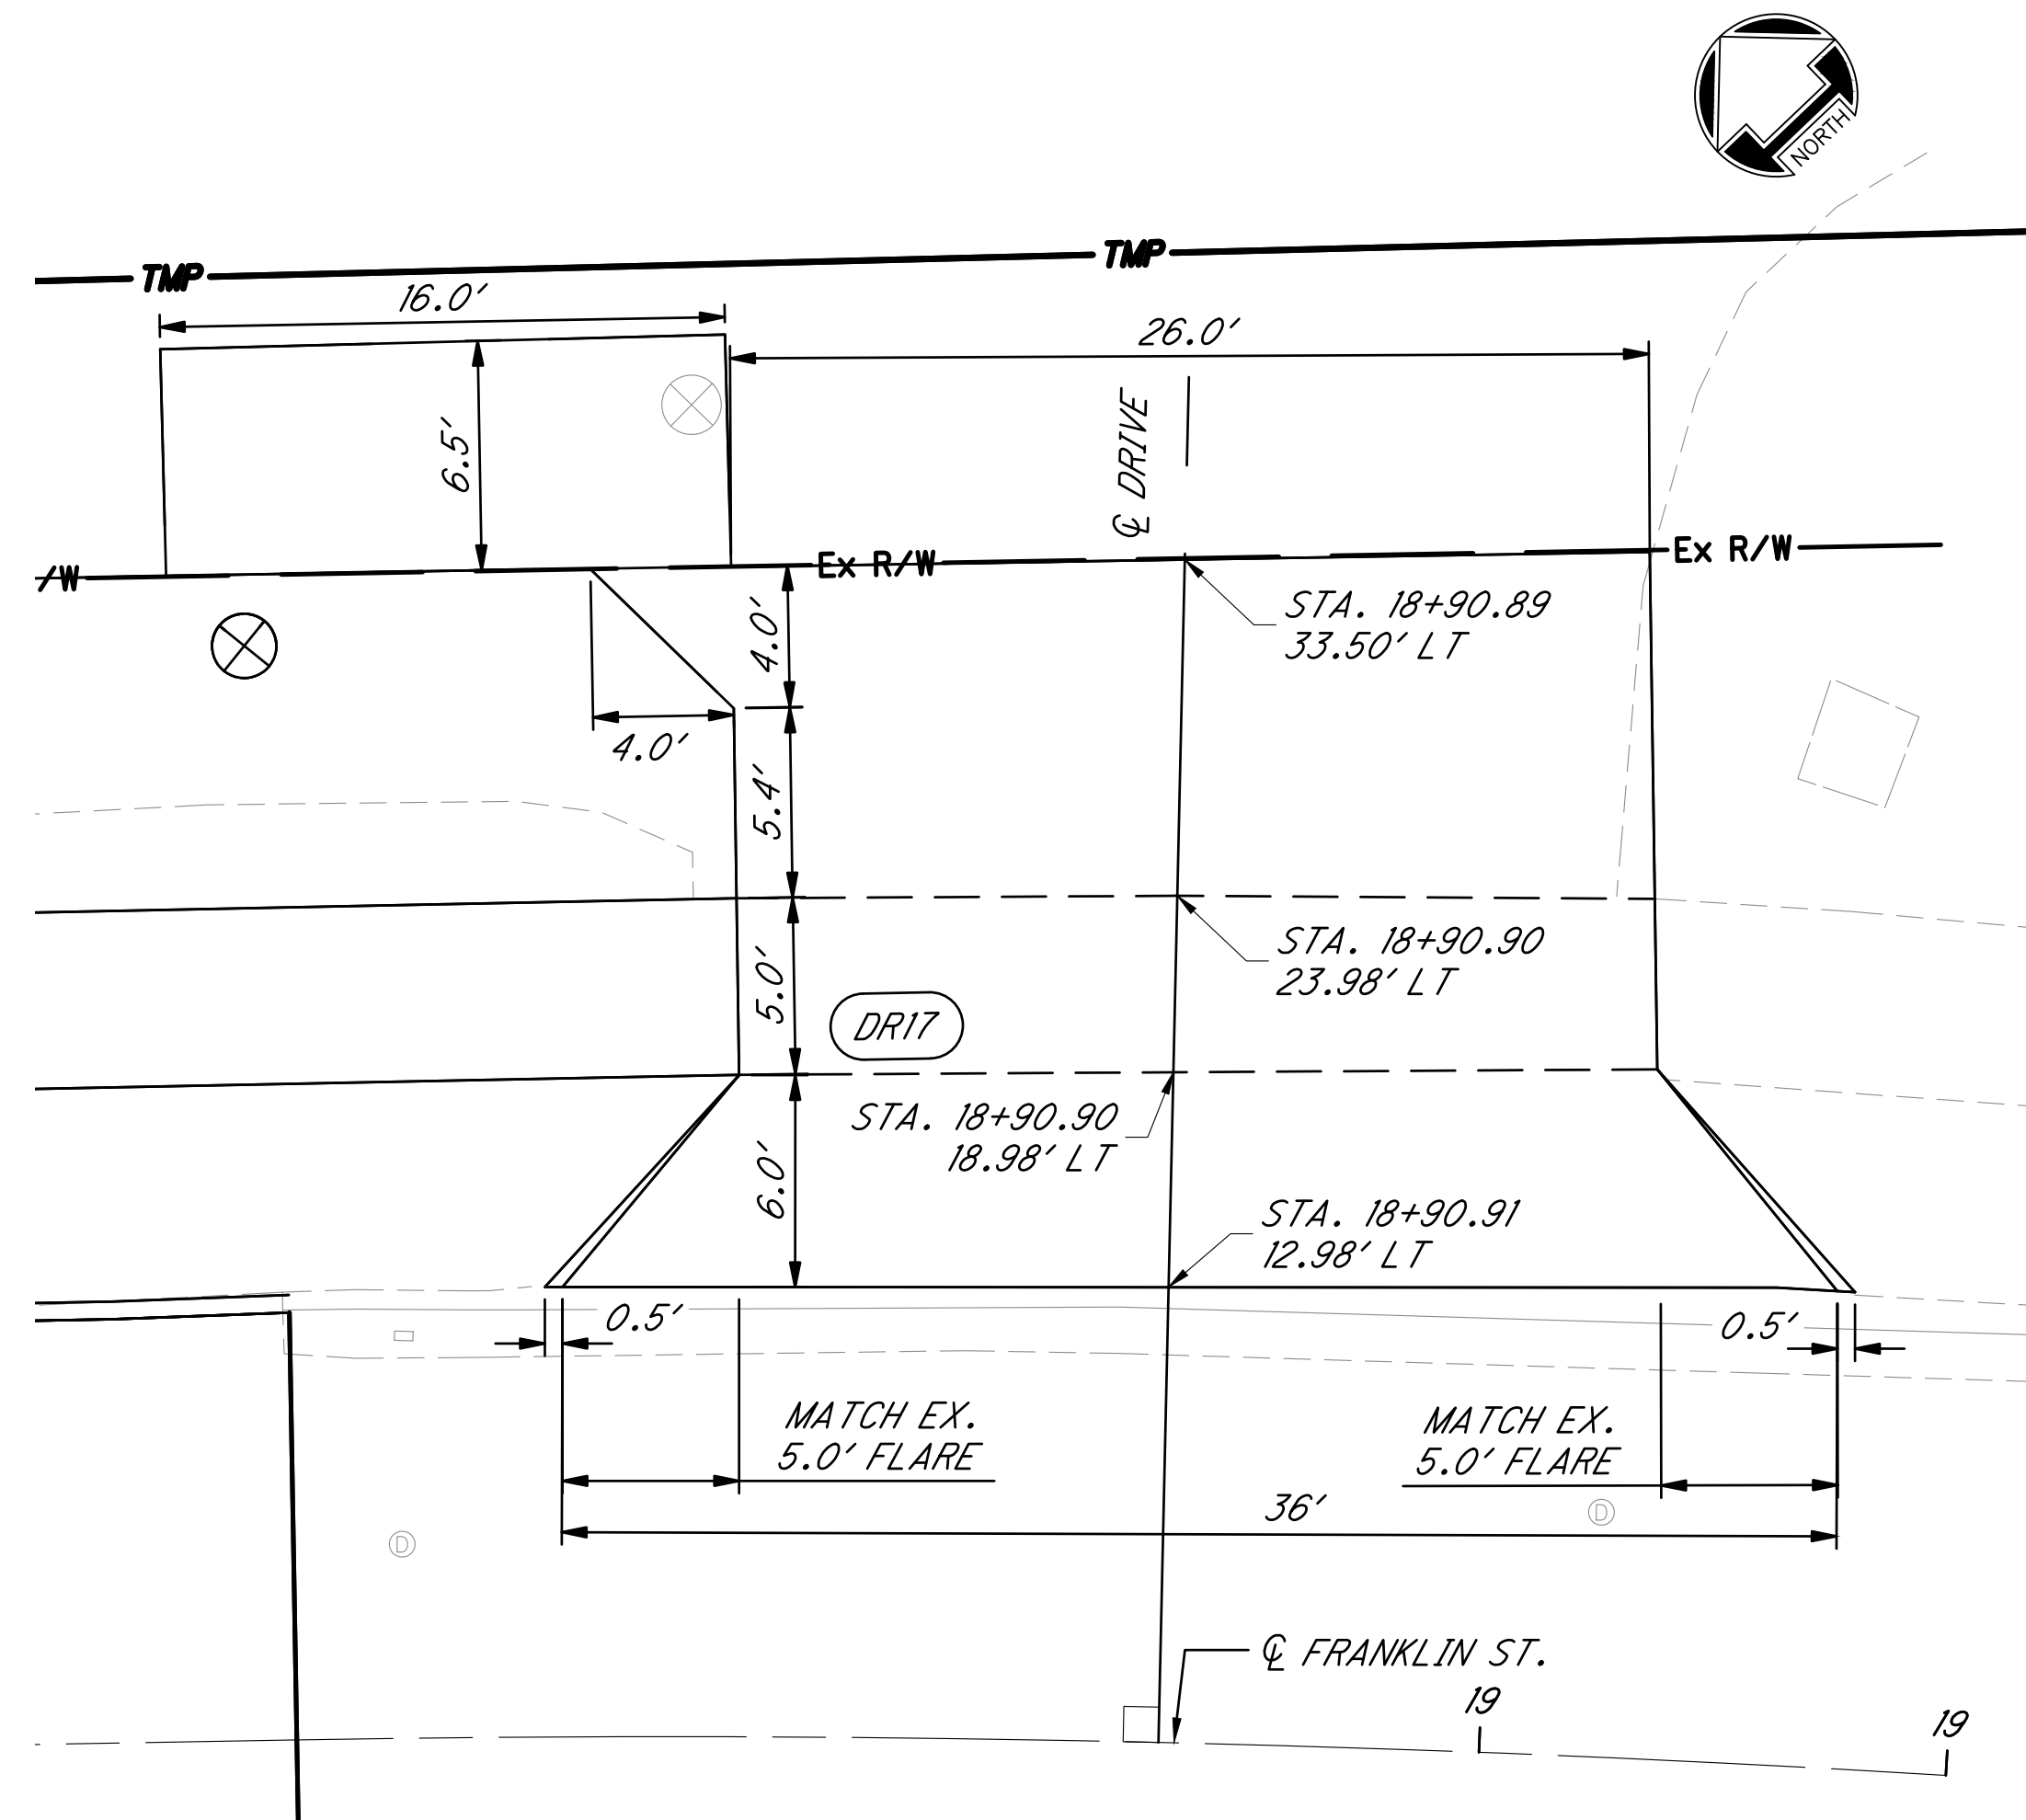 NORTH
TMP
TMP
16.0'
26.0'
6.5'
℄ DRIVE
/W
Ex R/W
Ex R/W
STA. 18+90.89
33.50' LT
4.0'
4.0'
5.4'
STA. 18+90.90
23.98' LT
5.0'
DR17
STA. 18+90.90
18.98' LT
6.0'
STA. 18+90.91
12.98' LT
0.5'
0.5'
MATCH EX.
5.0' FLARE
MATCH EX.
5.0' FLARE
36'
D
D
℄ FRANKLIN ST.
19
19